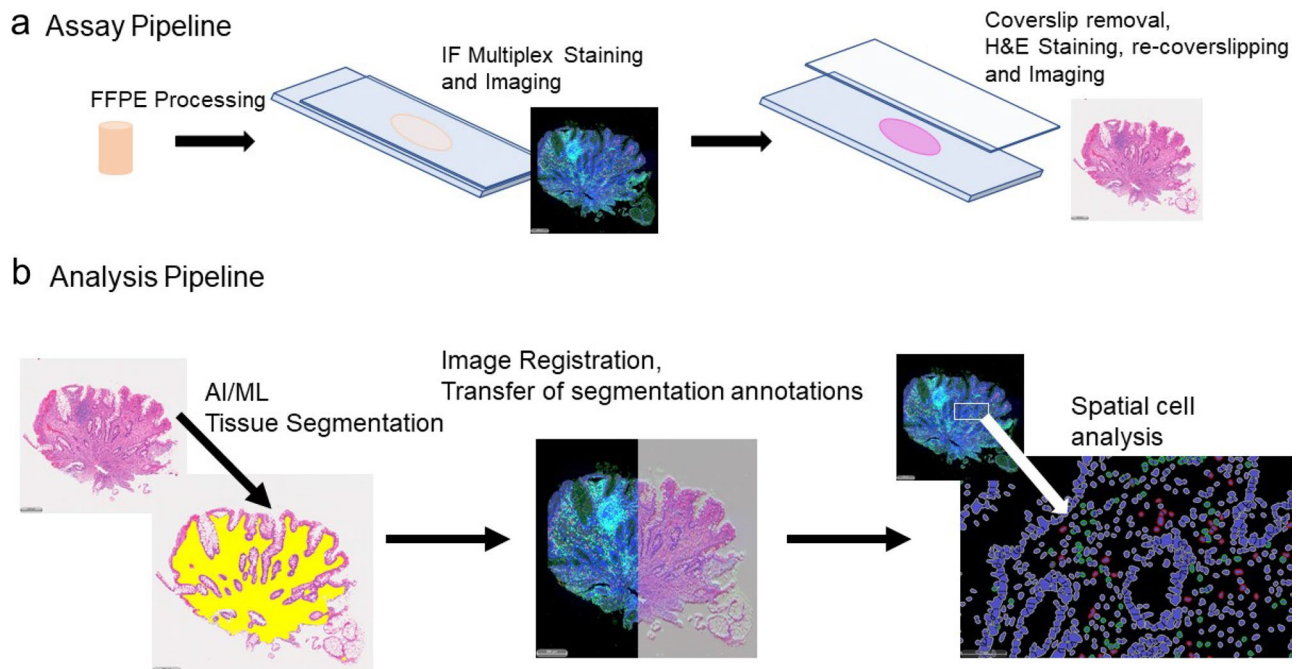 a Assay Pipeline
FFPE Processing
IF Multiplex Staining
and Imaging
Coverslip removal,
H&E Staining, re-coverslipping
and Imaging
b Analysis Pipeline
AI/ML
Tissue Segmentation
Image Registration,
Transfer of segmentation annotations
Spatial cell
analysis